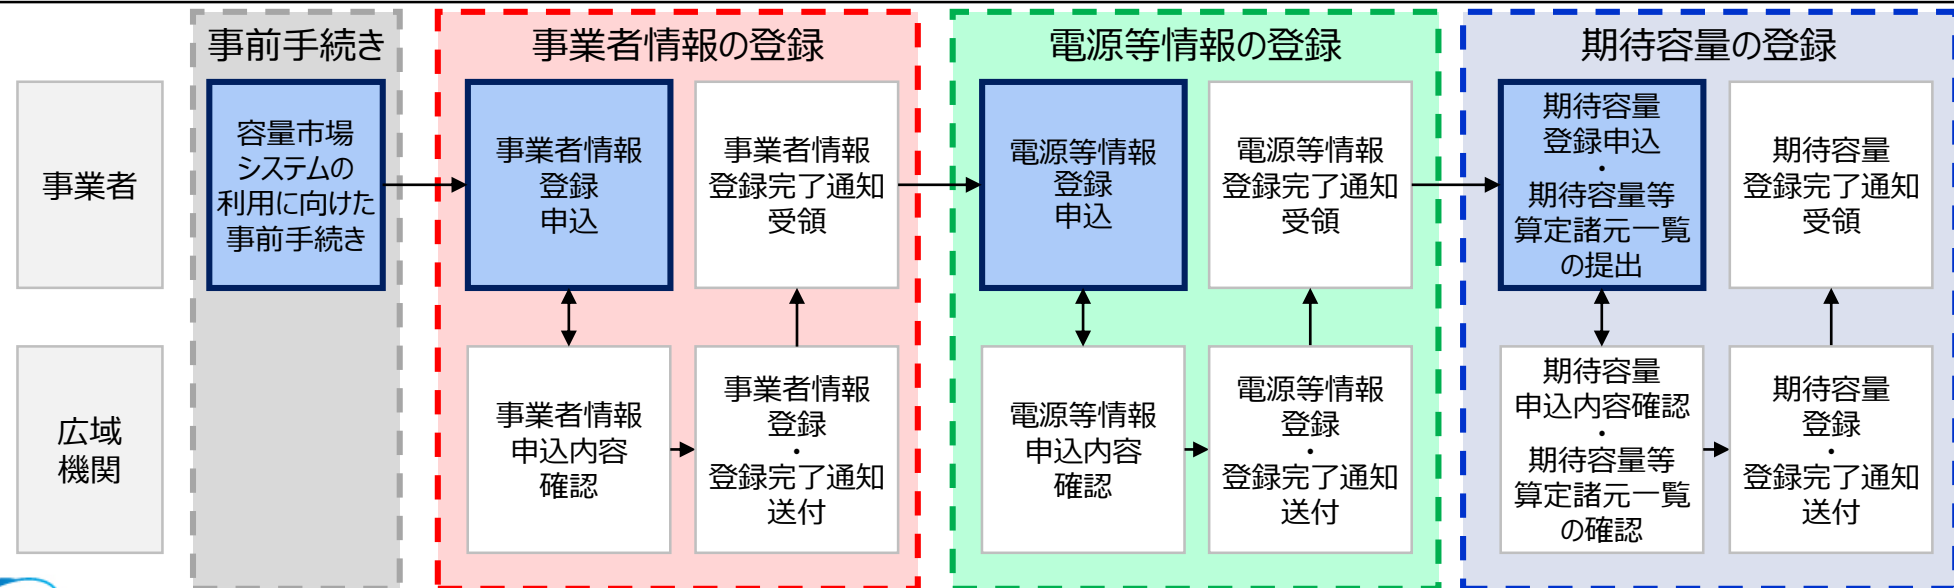 事前手続き
事業者情報の登録
電源等情報の登録
期待容量の登録
事業者
容量市場
システムの
利用に向けた
事前手続き
事業者情報
登録
申込
事業者情報
登録完了通知
受領
電源等情報
登録
申込
電源等情報
登録完了通知
受領
期待容量
登録申込
・
期待容量等
算定諸元一覧
の提出
期待容量
登録完了通知
受領
広域
機関
事業者情報
申込内容
確認
事業者情報
登録
・
登録完了通知
送付
電源等情報
申込内容
確認
電源等情報
登録
・
登録完了通知
送付
期待容量
申込内容確認
・
期待容量等
算定諸元一覧
の確認
期待容量
登録
・
登録完了通知
送付